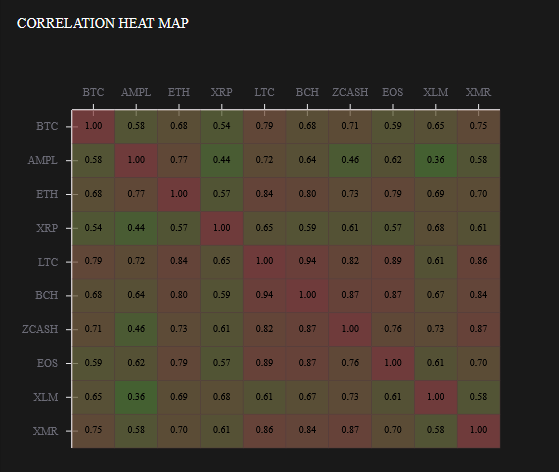 CORRELATION HEAT MAP
BTC AMPL ETH XRP LTC BCH ZCASH EOS XLM XMR
BTC 1.00 0.58 0.68 0.54 0.79 0.68 0.71 0.59 0.65 0.75
AMPL 0.58 1.00 0.77 0.44 0.72 0.64 0.46 0.62 0.36 0.58
ETH 0.68 0.77 1.00 0.57 0.84 0.80 0.73 0.79 0.69 0.70
XRP 0.54 0.44 0.57 1.00 0.65 0.59 0.61 0.57 0.68 0.61
LTC 0.79 0.72 0.84 0.65 1.00 0.94 0.82 0.89 0.61 0.86
BCH 0.68 0.64 0.80 0.59 0.94 1.00 0.87 0.87 0.67 0.84
ZCASH 0.71 0.46 0.73 0.61 0.82 0.87 1.00 0.76 0.73 0.87
EOS 0.59 0.62 0.79 0.57 0.89 0.87 0.76 1.00 0.61 0.70
XLM 0.65 0.36 0.69 0.68 0.61 0.67 0.73 0.61 1.00 0.58
XMR 0.75 0.58 0.70 0.61 0.86 0.84 0.87 0.70 0.58 1.00